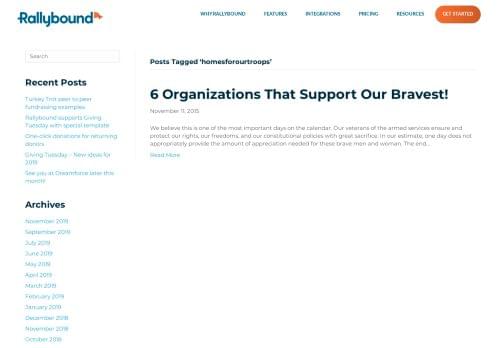 Rallybound
WHY RALLYBOUND
FEATURES
INTEGRATIONS
PRICING
RESOURCES
GET STARTED
Search
Recent Posts
Turkey Trot peer to peer
fundraising examples
Rallybound supports Giving
Tuesday with special template
One-click donations for returning
donors
Giving Tuesday – New ideas for
2019
See you at Dreamforce later this
month!
Archives
November 2019
September 2019
July 2019
June 2019
May 2019
April 2019
March 2019
February 2019
January 2019
December 2018
November 2018
October 2018
Posts Tagged ‘homesforourtroops’
6 Organizations That Support Our Bravest!
November 11, 2015
We believe this is one of the most important days on the calendar. Our veterans of the armed services ensure and
protect our rights, our freedoms, and our constitutional policies with great sacrifice. In our estimate, one day does not
appropriately provide the amount of appreciation needed for these brave men and woman. The end...
Read More